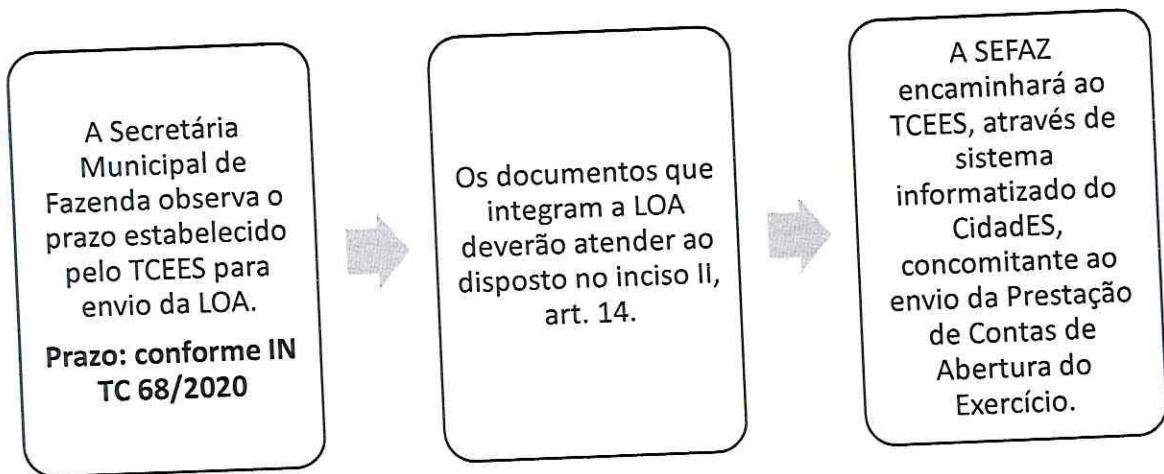 A Secretária
Municipal de
Fazenda observa o
prazo estabelecido
pelo TCEES para
envio da LOA.
Prazo: conforme IN
TC 68/2020
Os documentos que
integram a LOA
deverão atender ao
disposto no inciso II,
art. 14.
A SEFAZ
encaminhará ao
TCEES, através de
sistema
informatizado do
CidadES,
concomitante ao
envio da Prestação
de Contas de
Abertura do
Exercício.